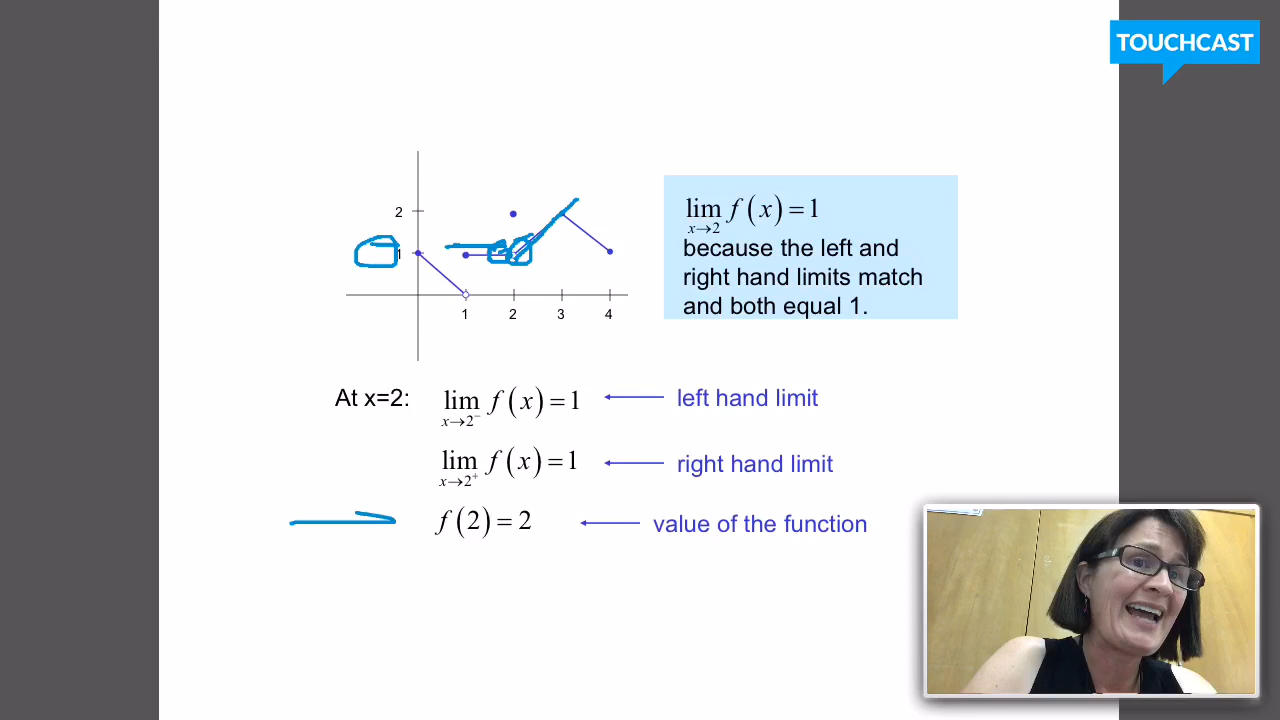 TOUCHCAST
2
1
1 2 3 4
lim f(x) = 1
x→2
because the left and
right hand limits match
and both equal 1.
At x=2: lim f(x) = 1 left hand limit
x→2⁻
lim f(x) = 1 right hand limit
x→2⁺
f(2) = 2 value of the function